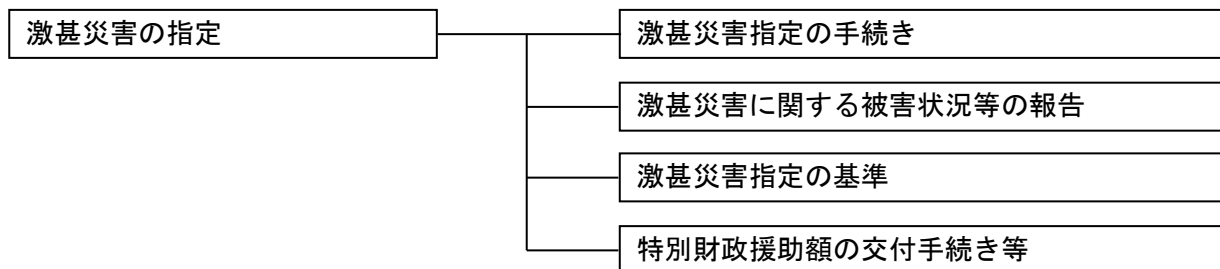 激甚災害の指定
激甚災害指定の手続き
激甚災害に関する被害状況等の報告
激甚災害指定の基準
特別財政援助額の交付手続き等